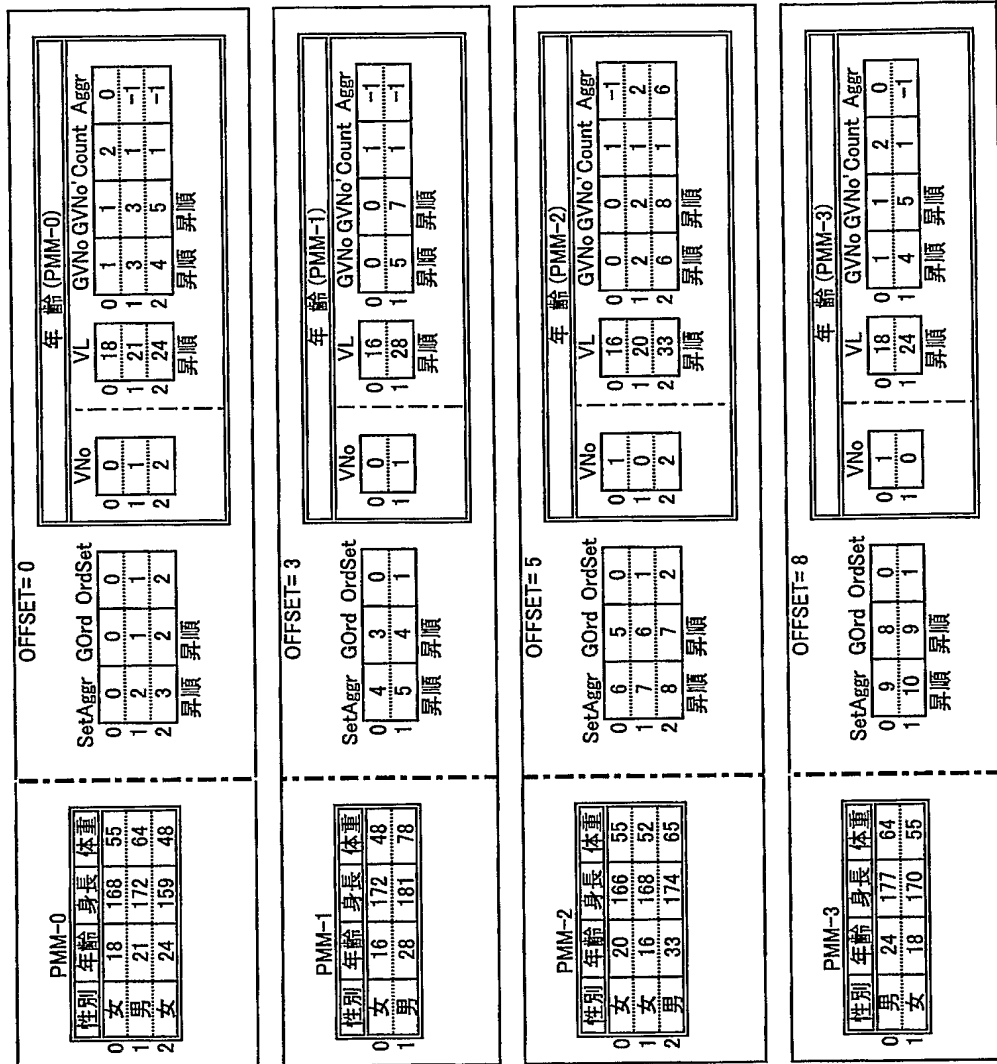 PMM-0
性別 年齢 身長 体重
0 女 18 168 55
1 男 21 172 64
2 女 24 159 48
OFFSET= 0
SetAggr GOrd OrdSet
0 0 0 0
1 2 1 1
2 3 2 2
昇順 昇順
年 齢 (PMM-0)
VNo VL GVNo GVNo' Count Aggr
0 0 0 18 0 1 1 2 0
1 1 1 21 1 3 3 1 -1
2 2 2 24 2 4 5 1 -1
昇順 昇順 昇順
PMM-1
性別 年齢 身長 体重
0 女 16 172 48
1 男 28 181 78
OFFSET= 3
SetAggr GOrd OrdSet
0 4 3 0
1 5 4 1
昇順 昇順
年 齢 (PMM-1)
VNo VL GVNo GVNo' Count Aggr
0 0 0 16 0 0 0 1 -1
1 1 1 28 1 5 7 1 -1
昇順 昇順 昇順
PMM-2
性別 年齢 身長 体重
0 女 20 166 55
1 女 16 168 52
2 男 33 174 65
OFFSET= 5
SetAggr GOrd OrdSet
0 6 5 0
1 7 6 1
2 8 7 2
昇順 昇順
年 齢 (PMM-2)
VNo VL GVNo GVNo' Count Aggr
0 1 0 16 0 0 0 1 -1
1 0 1 20 1 2 2 1 2
2 2 2 33 2 6 8 1 6
昇順 昇順 昇順
PMM-3
性別 年齢 身長 体重
0 男 24 177 64
1 女 18 170 55
OFFSET= 8
SetAggr GOrd OrdSet
0 9 8 0
1 10 9 1
昇順 昇順
年 齢 (PMM-3)
VNo VL GVNo GVNo' Count Aggr
0 1 0 18 0 1 1 2 0
1 0 1 24 1 4 5 1 -1
昇順 昇順 昇順